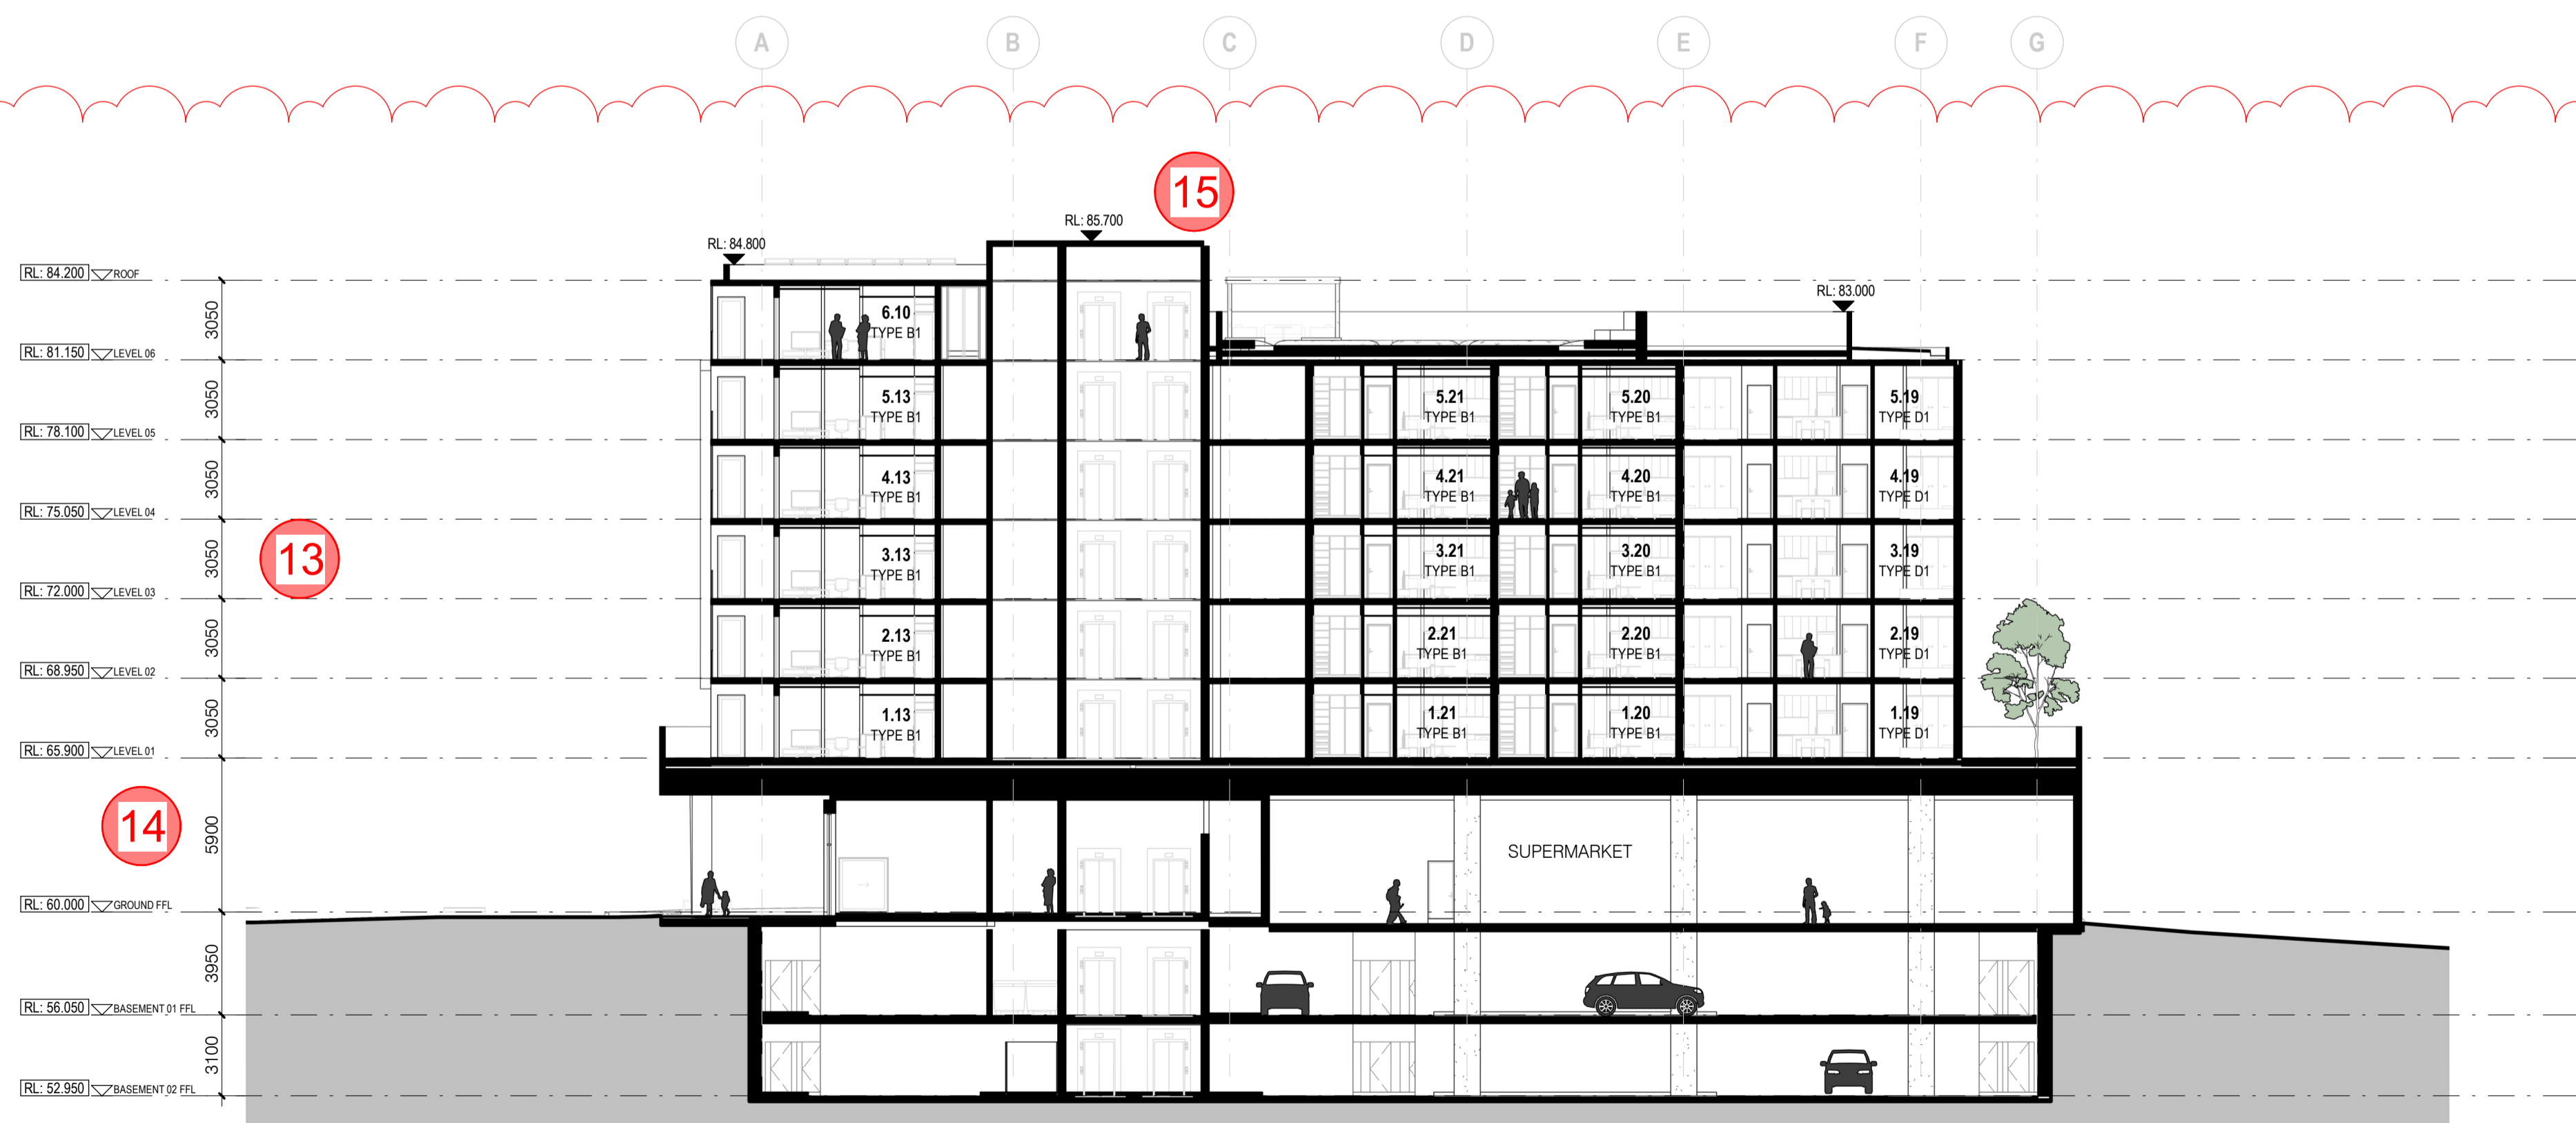 A B C D E F G
15
RL: 85.700
RL: 84.800
RL: 84.200 ROOF
RL: 83.000
3050
6.10
TYPE B1
RL: 81.150 LEVEL 06
3050
5.13
TYPE B1
5.21
TYPE B1
5.20
TYPE B1
5.19
TYPE D1
RL: 78.100 LEVEL 05
3050
4.13
TYPE B1
4.21
TYPE B1
4.20
TYPE B1
4.19
TYPE D1
RL: 75.050 LEVEL 04
13
3050
3.13
TYPE B1
3.21
TYPE B1
3.20
TYPE B1
3.19
TYPE D1
RL: 72.000 LEVEL 03
3050
2.13
TYPE B1
2.21
TYPE B1
2.20
TYPE B1
2.19
TYPE D1
RL: 68.950 LEVEL 02
3050
1.13
TYPE B1
1.21
TYPE B1
1.20
TYPE B1
1.19
TYPE D1
RL: 65.900 LEVEL 01
14
5900
SUPERMARKET
RL: 60.000 GROUND FFL
3950
RL: 56.050 BASEMENT 01 FFL
3100
RL: 52.950 BASEMENT 02 FFL